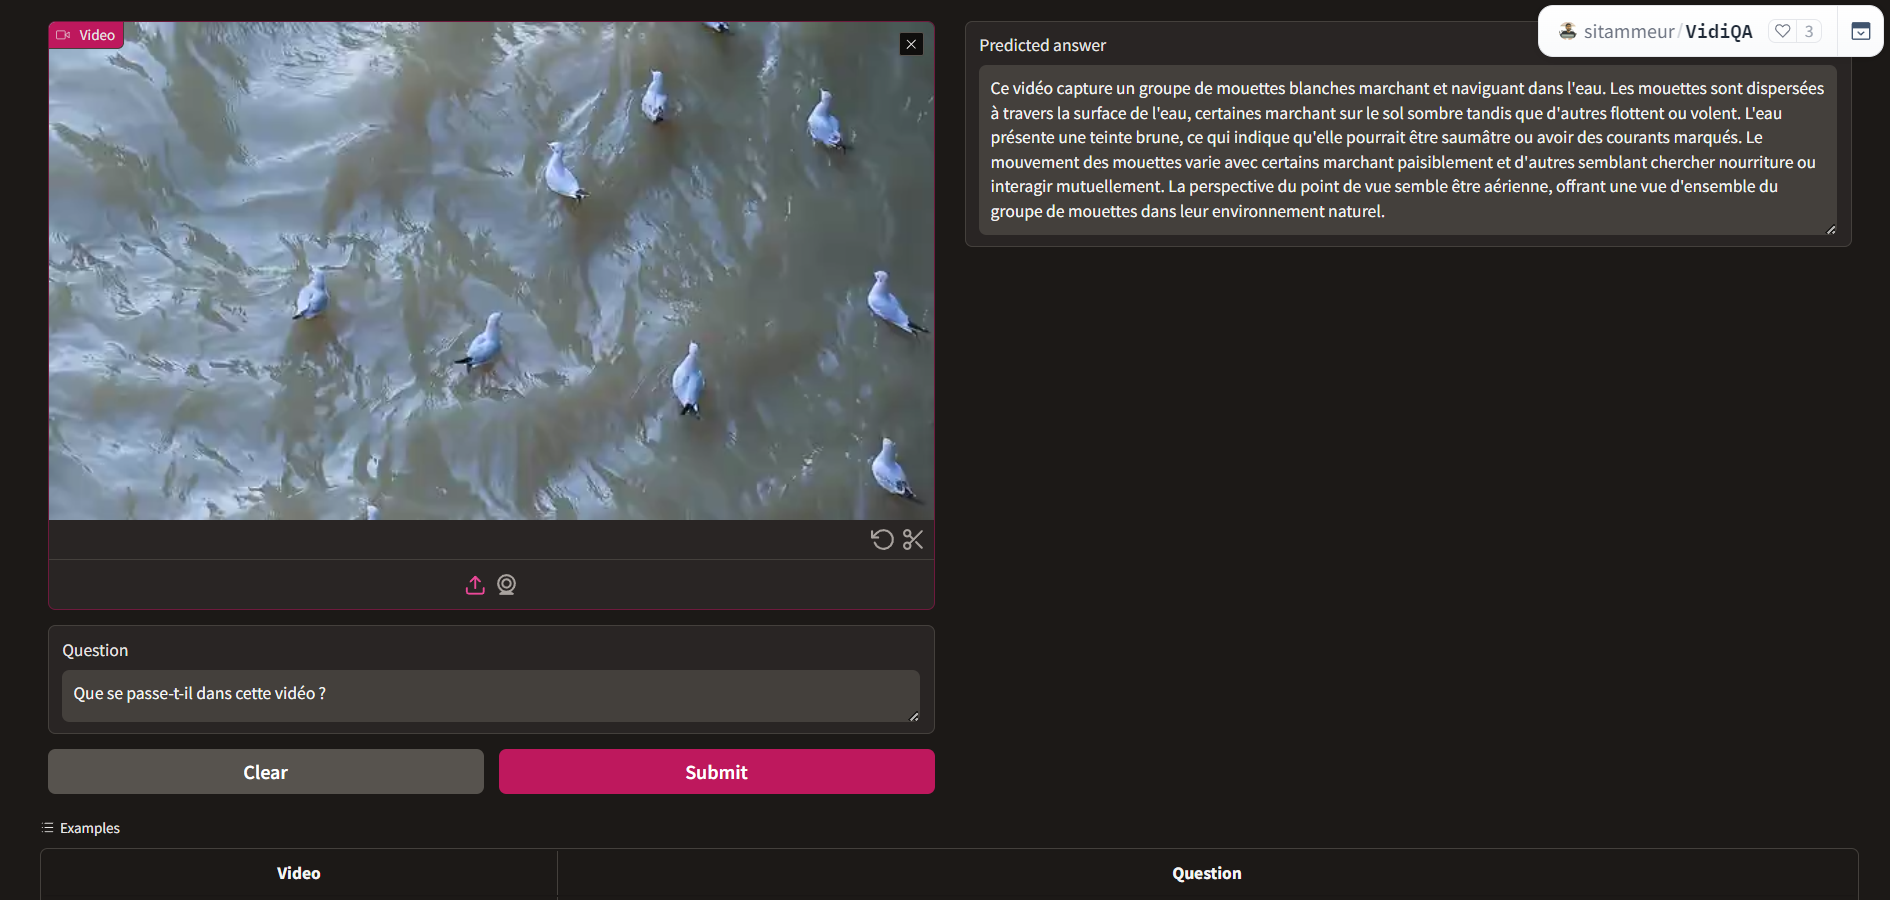 Video
sitammeur/VidiQA
3
Predicted answer
Ce vidéo capture un groupe de mouettes blanches marchant et naviguant dans l'eau. Les mouettes sont dispersées
à travers la surface de l'eau, certaines marchant sur le sol sombre tandis que d'autres flottent ou volent. L'eau
présente une teinte brune, ce qui indique qu'elle pourrait être saumâtre ou avoir des courants marqués. Le
mouvement des mouettes varie avec certains marchant paisiblement et d'autres semblant chercher nourriture ou
interagir mutuellement. La perspective du point de vue semble être aérienne, offrant une vue d'ensemble du
groupe de mouettes dans leur environnement naturel.
Question
Que se passe-t-il dans cette vidéo ?
Clear
Submit
Examples
Video
Question